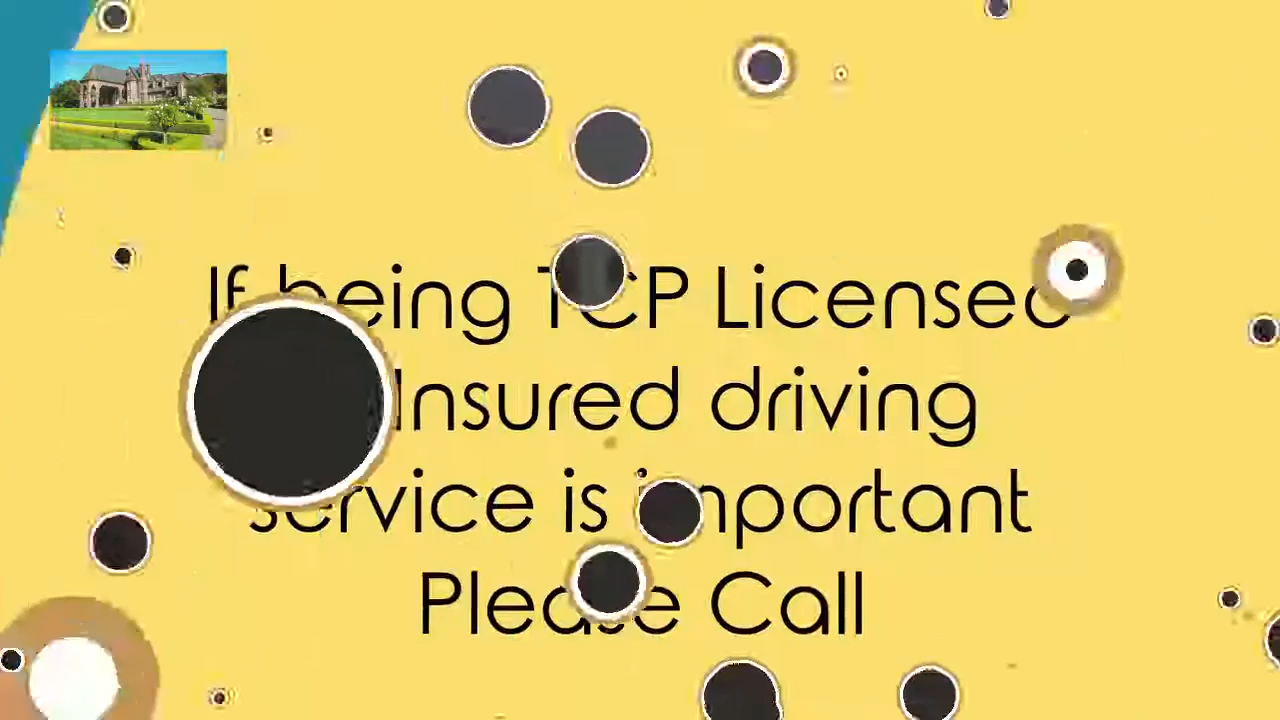 If being TCP Licensed
Insured driving
service is important
Please Call